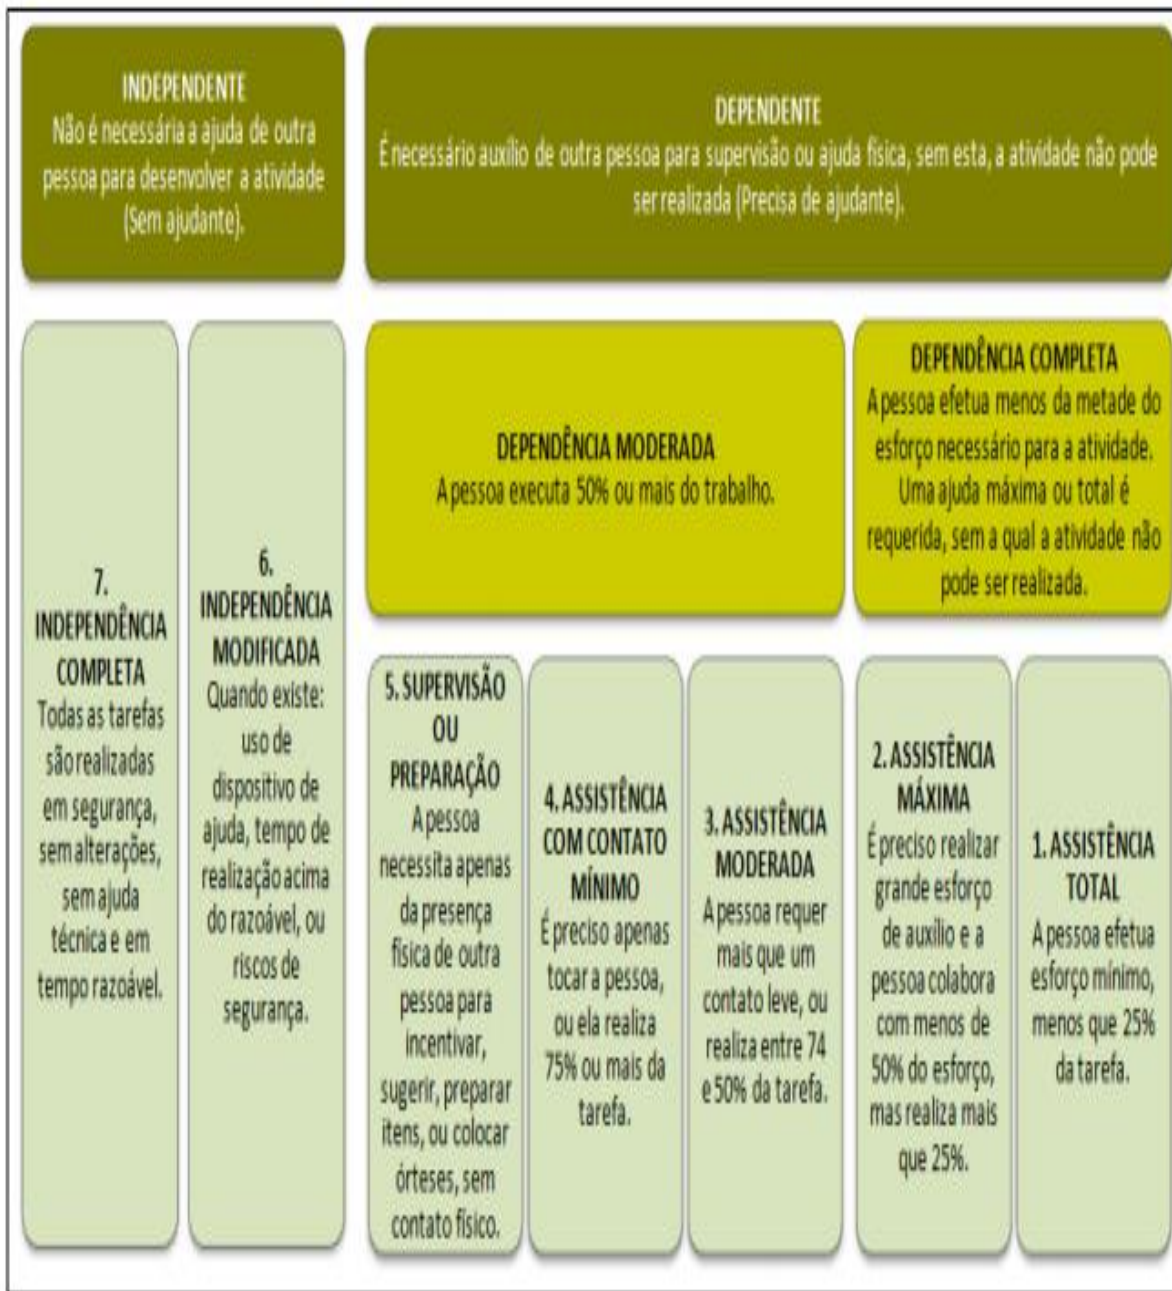 INDEPENDENTE
Não é necessária a ajuda de outra
pessoa para desenvolver a atividade
(Sem ajudante).
DEPENDENTE
É necessário auxílio de outra pessoa para supervisão ou ajuda física, sem esta, a atividade não pode
ser realizada (Precisa de ajudante).
7.
INDEPENDÊNCIA
COMPLETA
Todas as tarefas
são realizadas
em segurança,
sem alterações,
sem ajuda
técnica e em
tempo razoável.
6.
INDEPENDÊNCIA
MODIFICADA
Quando existe:
uso de
dispositivo de
ajuda, tempo de
realização acima
do razoável, ou
riscos de
segurança.
DEPENDÊNCIA MODERADA
A pessoa executa 50% ou mais do trabalho.
DEPENDÊNCIA COMPLETA
A pessoa efetua menos da metade do
esforço necessário para a atividade.
Uma ajuda máxima ou total é
requerida, sem a qual a atividade não
pode ser realizada.
5. SUPERVISÃO
OU
PREPARAÇÃO
A pessoa
necessita apenas
da presença
física de outra
pessoa para
incentivar,
sugerir, preparar
itens, ou colocar
órteses, sem
contato físico.
4. ASSISTÊNCIA
COM CONTATO
MÍNIMO
É preciso apenas
tocar a pessoa,
ou ela realiza
75% ou mais da
tarefa.
3. ASSISTÊNCIA
MODERADA
A pessoa requer
mais que um
contato leve, ou
realiza entre 74
e 50% da tarefa.
2. ASSISTÊNCIA
MÁXIMA
É preciso realizar
grande esforço
de auxílio e a
pessoa colabora
com menos de
50% do esforço,
mas realiza mais
que 25%.
1. ASSISTÊNCIA
TOTAL
A pessoa efetua
esforço mínimo,
menos que 25%
da tarefa.